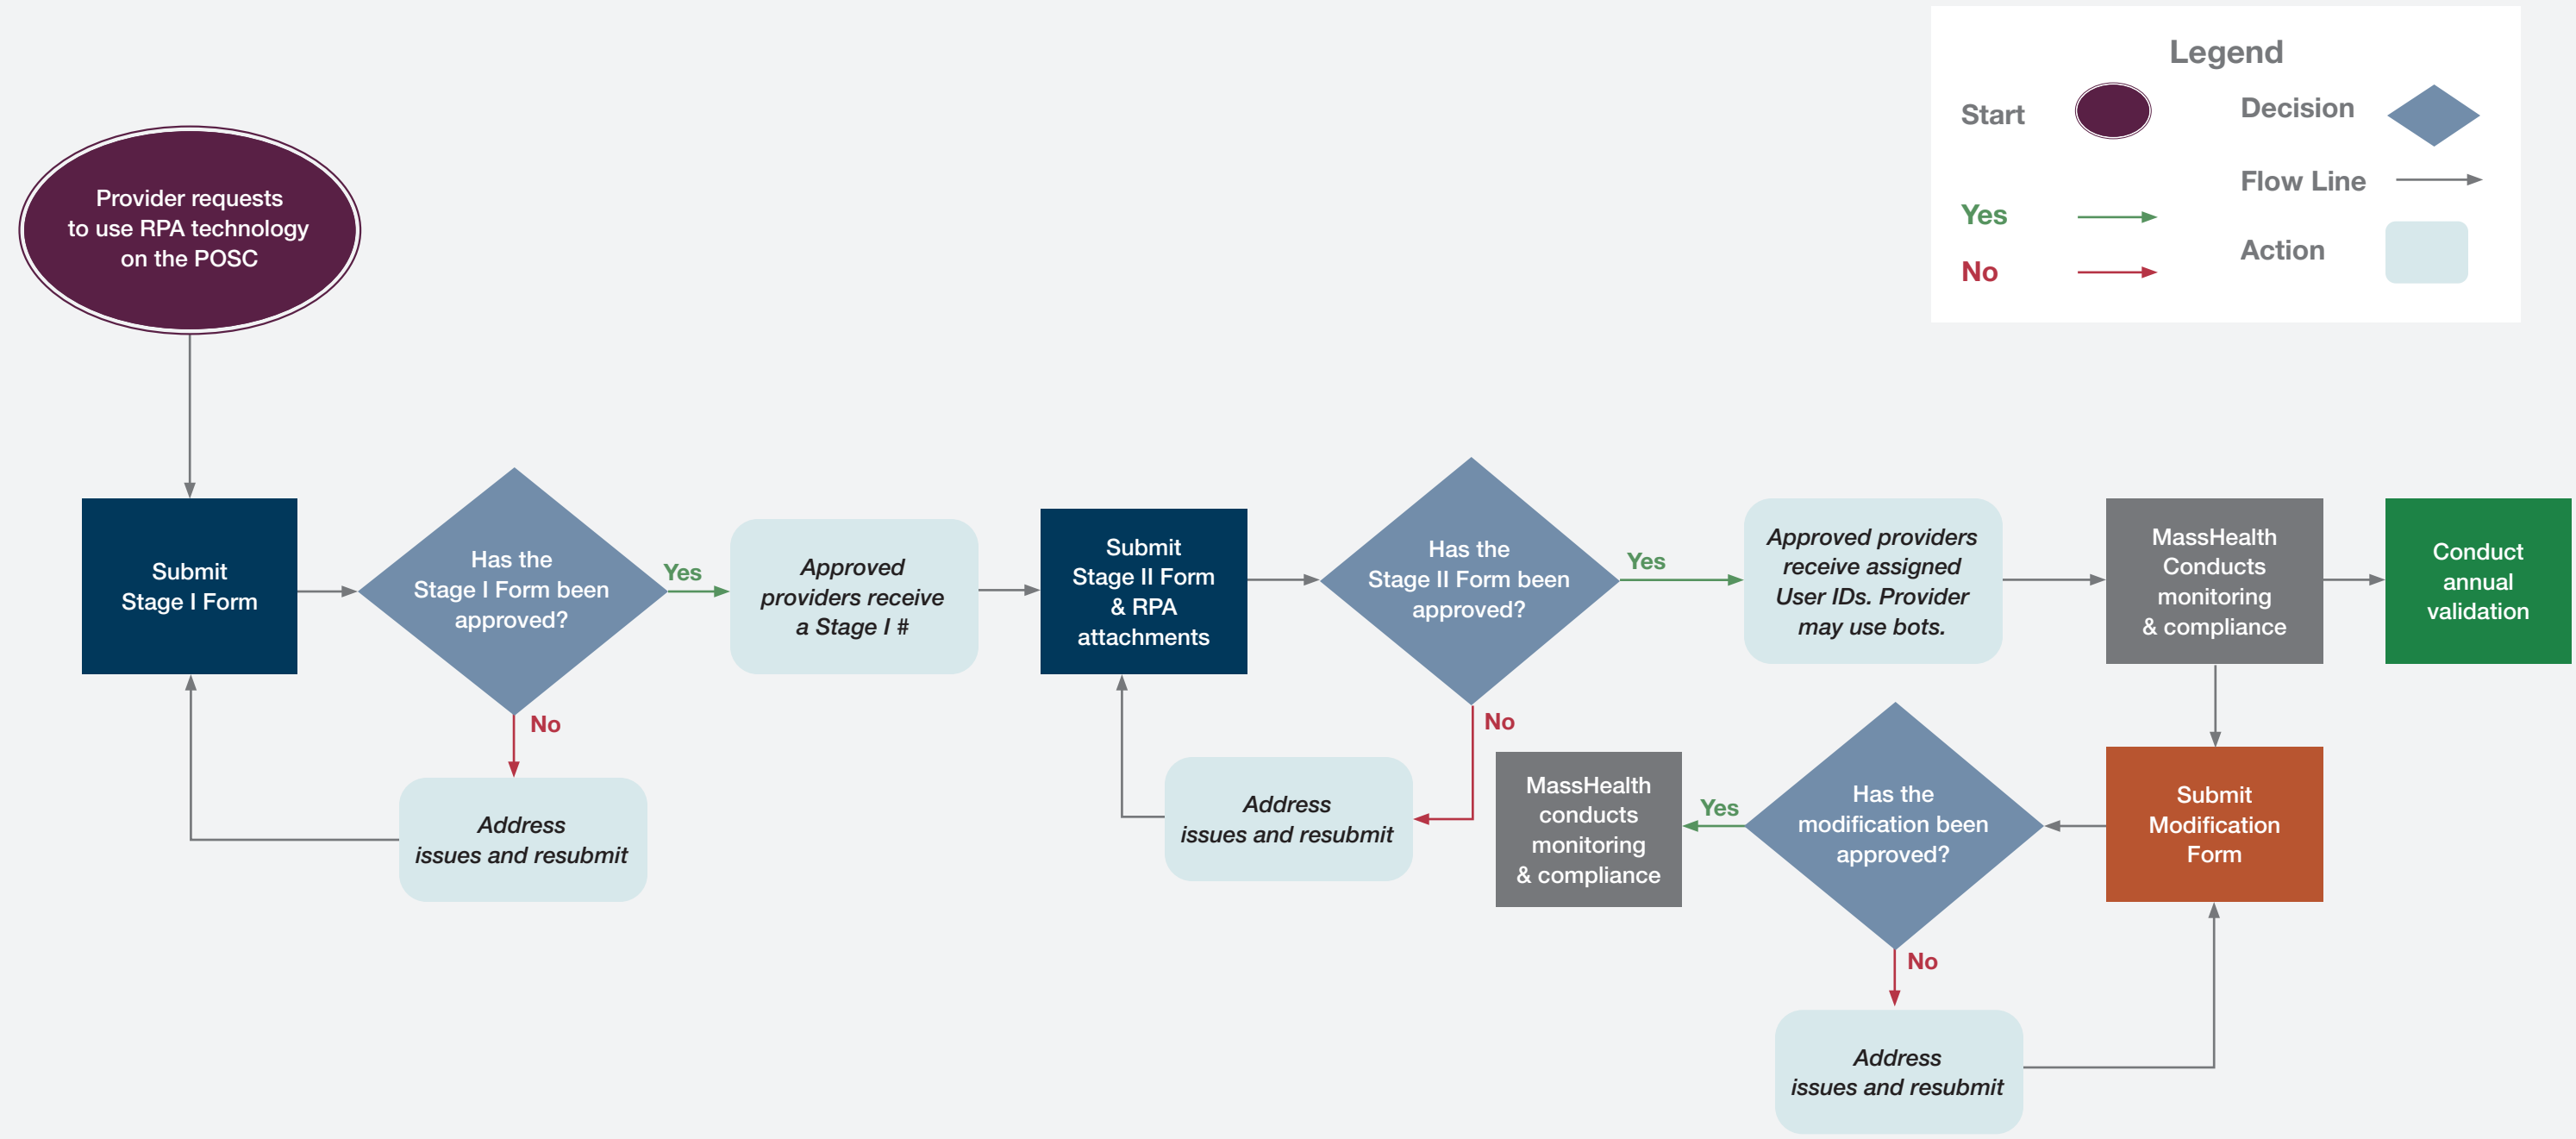 Legend
Start
Decision
Flow Line
Yes
Action
No
Provider requests
to use RPA technology
on the POSC
Submit
Stage I Form
Has the
Stage I Form been
approved?
Yes
No
Address
issues and resubmit
Approved
providers receive
a Stage I #
Submit
Stage II Form
& RPA
attachments
Has the
Stage II Form been
approved?
Yes
No
Address
issues and resubmit
Approved providers
receive assigned
User IDs. Provider
may use bots.
MassHealth
Conducts
monitoring
& compliance
Conduct
annual
validation
Submit
Modification
Form
Has the
modification been
approved?
Yes
MassHealth
conducts
monitoring
& compliance
No
Address
issues and resubmit